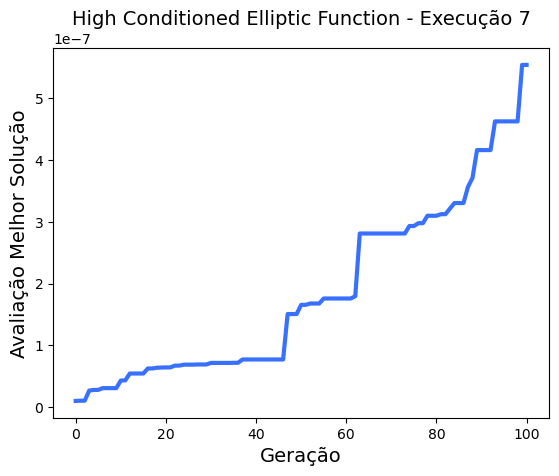 High Conditioned Elliptic Function - Execução 7
1e−7
Avaliação Melhor Solução
5
4
3
2
1
0
0 20 40 60 80 100
Geração